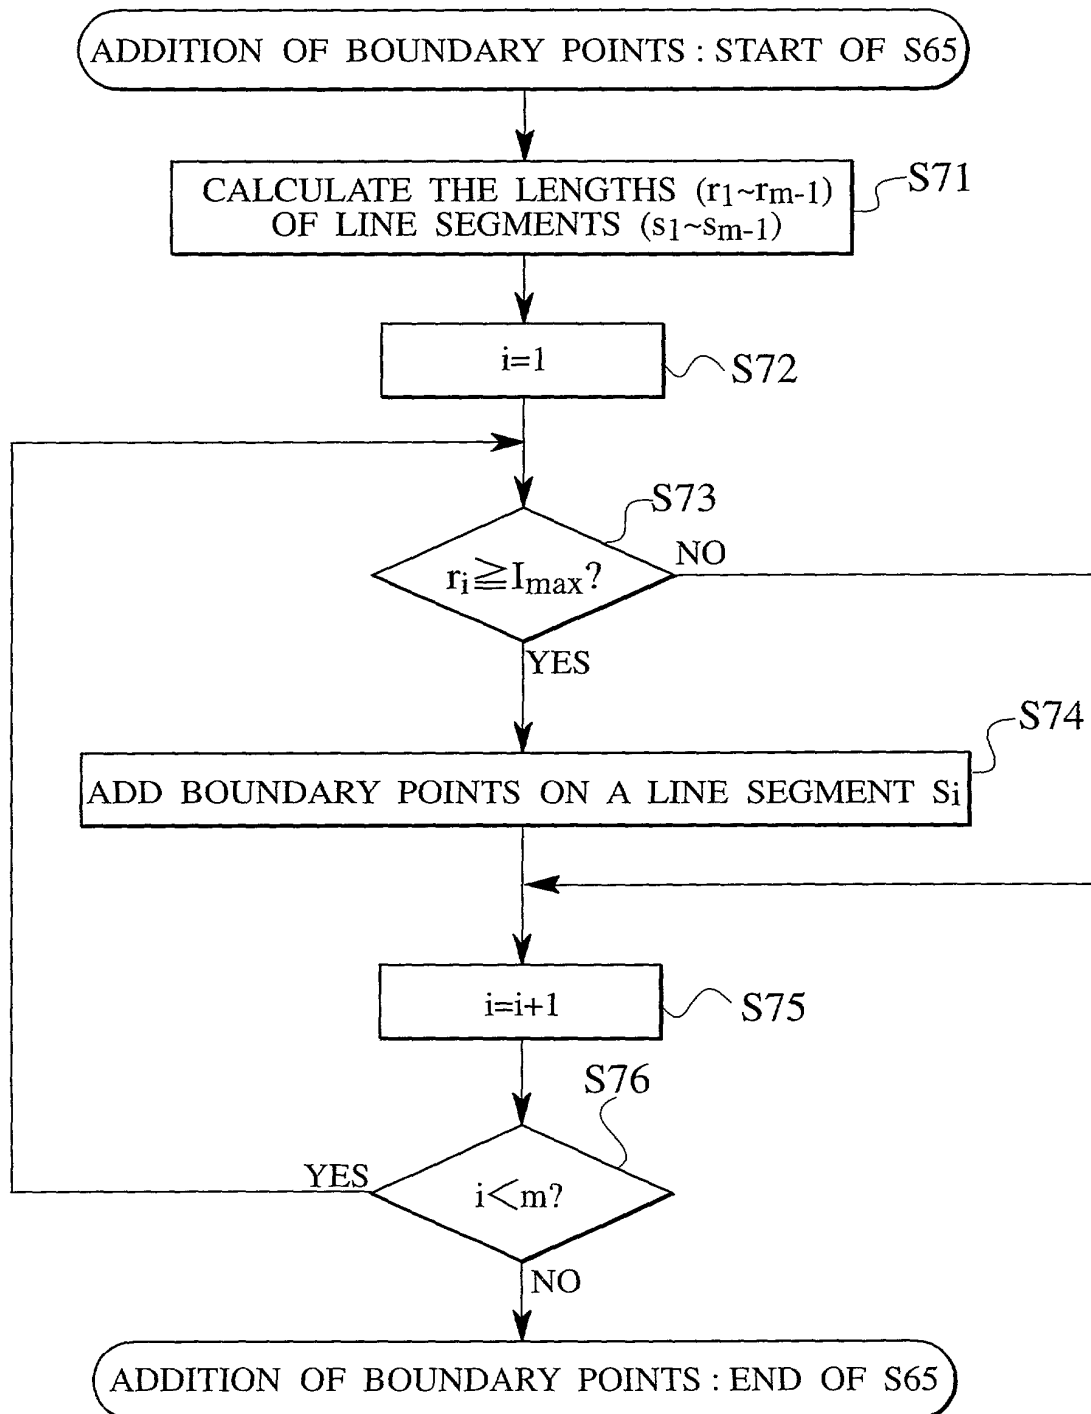 ADDITION OF BOUNDARY POINTS : START OF S65
CALCULATE THE LENGTHS (r1~rm-1)
OF LINE SEGMENTS (s1~sm-1)
S71
i=1
S72
S73
ri≧Imax?
NO
YES
S74
ADD BOUNDARY POINTS ON A LINE SEGMENT Si
i=i+1
S75
S76
YES
i<m?
NO
ADDITION OF BOUNDARY POINTS : END OF S65